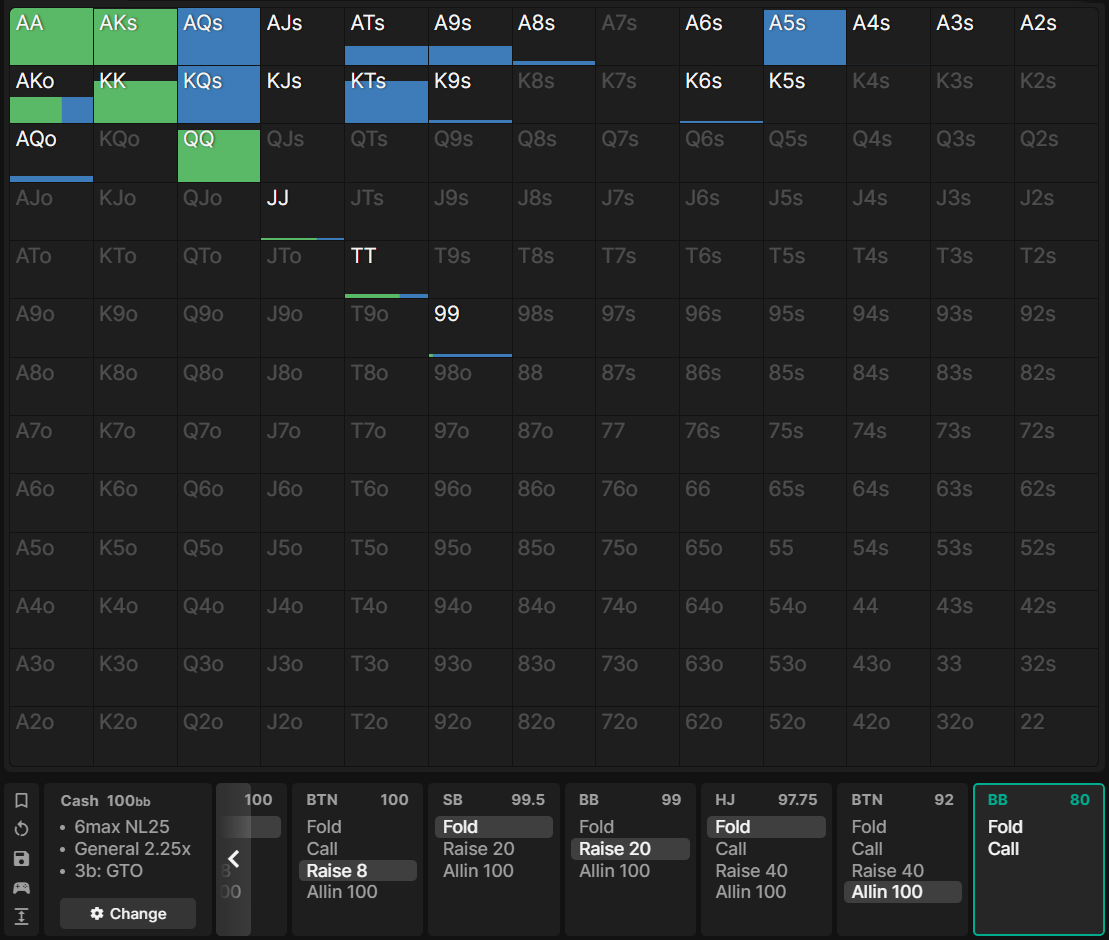 AA AKs AQs AJs ATs A9s A8s A7s A6s A5s A4s A3s A2s
AKo KK KQs KJs KTs K9s K8s K7s K6s K5s K4s K3s K2s
AQo KQo QQ QJs QTs Q9s Q8s Q7s Q6s Q5s Q4s Q3s Q2s
AJo KJo QJo JJ JTs J9s J8s J7s J6s J5s J4s J3s J2s
ATo KTo QTo JTo TT T9s T8s T7s T6s T5s T4s T3s T2s
A9o K9o Q9o J9o T9o 99 98s 97s 96s 95s 94s 93s 92s
A8o K8o Q8o J8o T8o 98o 88 87s 86s 85s 84s 83s 82s
A7o K7o Q7o J7o T7o 97o 87o 77 76s 75s 74s 73s 72s
A6o K6o Q6o J6o T6o 96o 86o 76o 66 65s 64s 63s 62s
A5o K5o Q5o J5o T5o 95o 85o 75o 65o 55 54s 53s 52s
A4o K4o Q4o J4o T4o 94o 84o 74o 64o 54o 44 43s 42s
A3o K3o Q3o J3o T3o 93o 83o 73o 63o 53o 43o 33 32s
A2o K2o Q2o J2o T2o 92o 82o 72o 62o 52o 42o 32o 22
Cash 100bb
• 6max NL25
• General 2.25x
• 3b: GTO
Change
100
8
00
BTN 100
Fold
Call
Raise 8
Allin 100
SB 99.5
Fold
Raise 20
Allin 100
BB 99
Fold
Raise 20
Allin 100
HJ 97.75
Fold
Call
Raise 40
Allin 100
BTN 92
Fold
Call
Raise 40
Allin 100
BB 80
Fold
Call